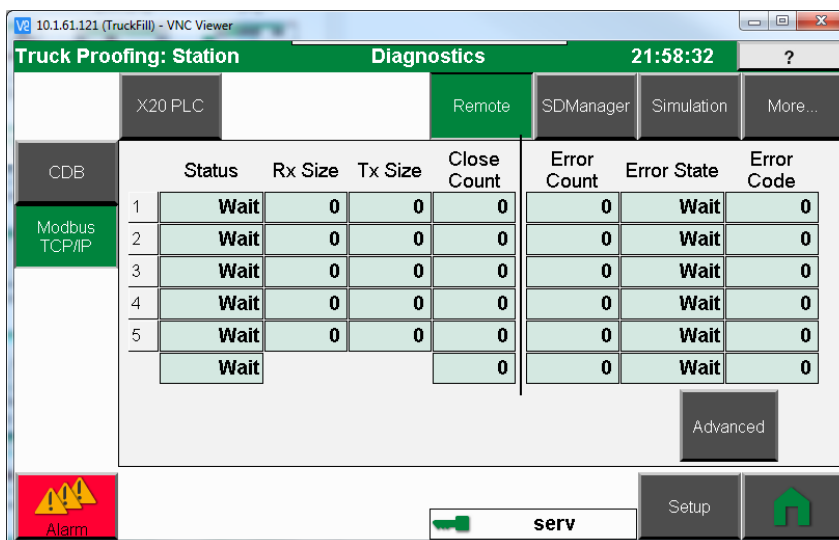 10.1.61.121 (TruckFill) - VNC Viewer
Truck Proofing: Station Diagnostics 21:58:32 ?
X20 PLC Remote SDManager Simulation More...
CDB
Modbus
TCP/IP
Status Rx Size Tx Size Close Count Error Count Error State Error Code
1 Wait 0 0 0 0 Wait 0
2 Wait 0 0 0 0 Wait 0
3 Wait 0 0 0 0 Wait 0
4 Wait 0 0 0 0 Wait 0
5 Wait 0 0 0 0 Wait 0
Wait 0 0 Wait 0
Advanced
Alarm serv Setup